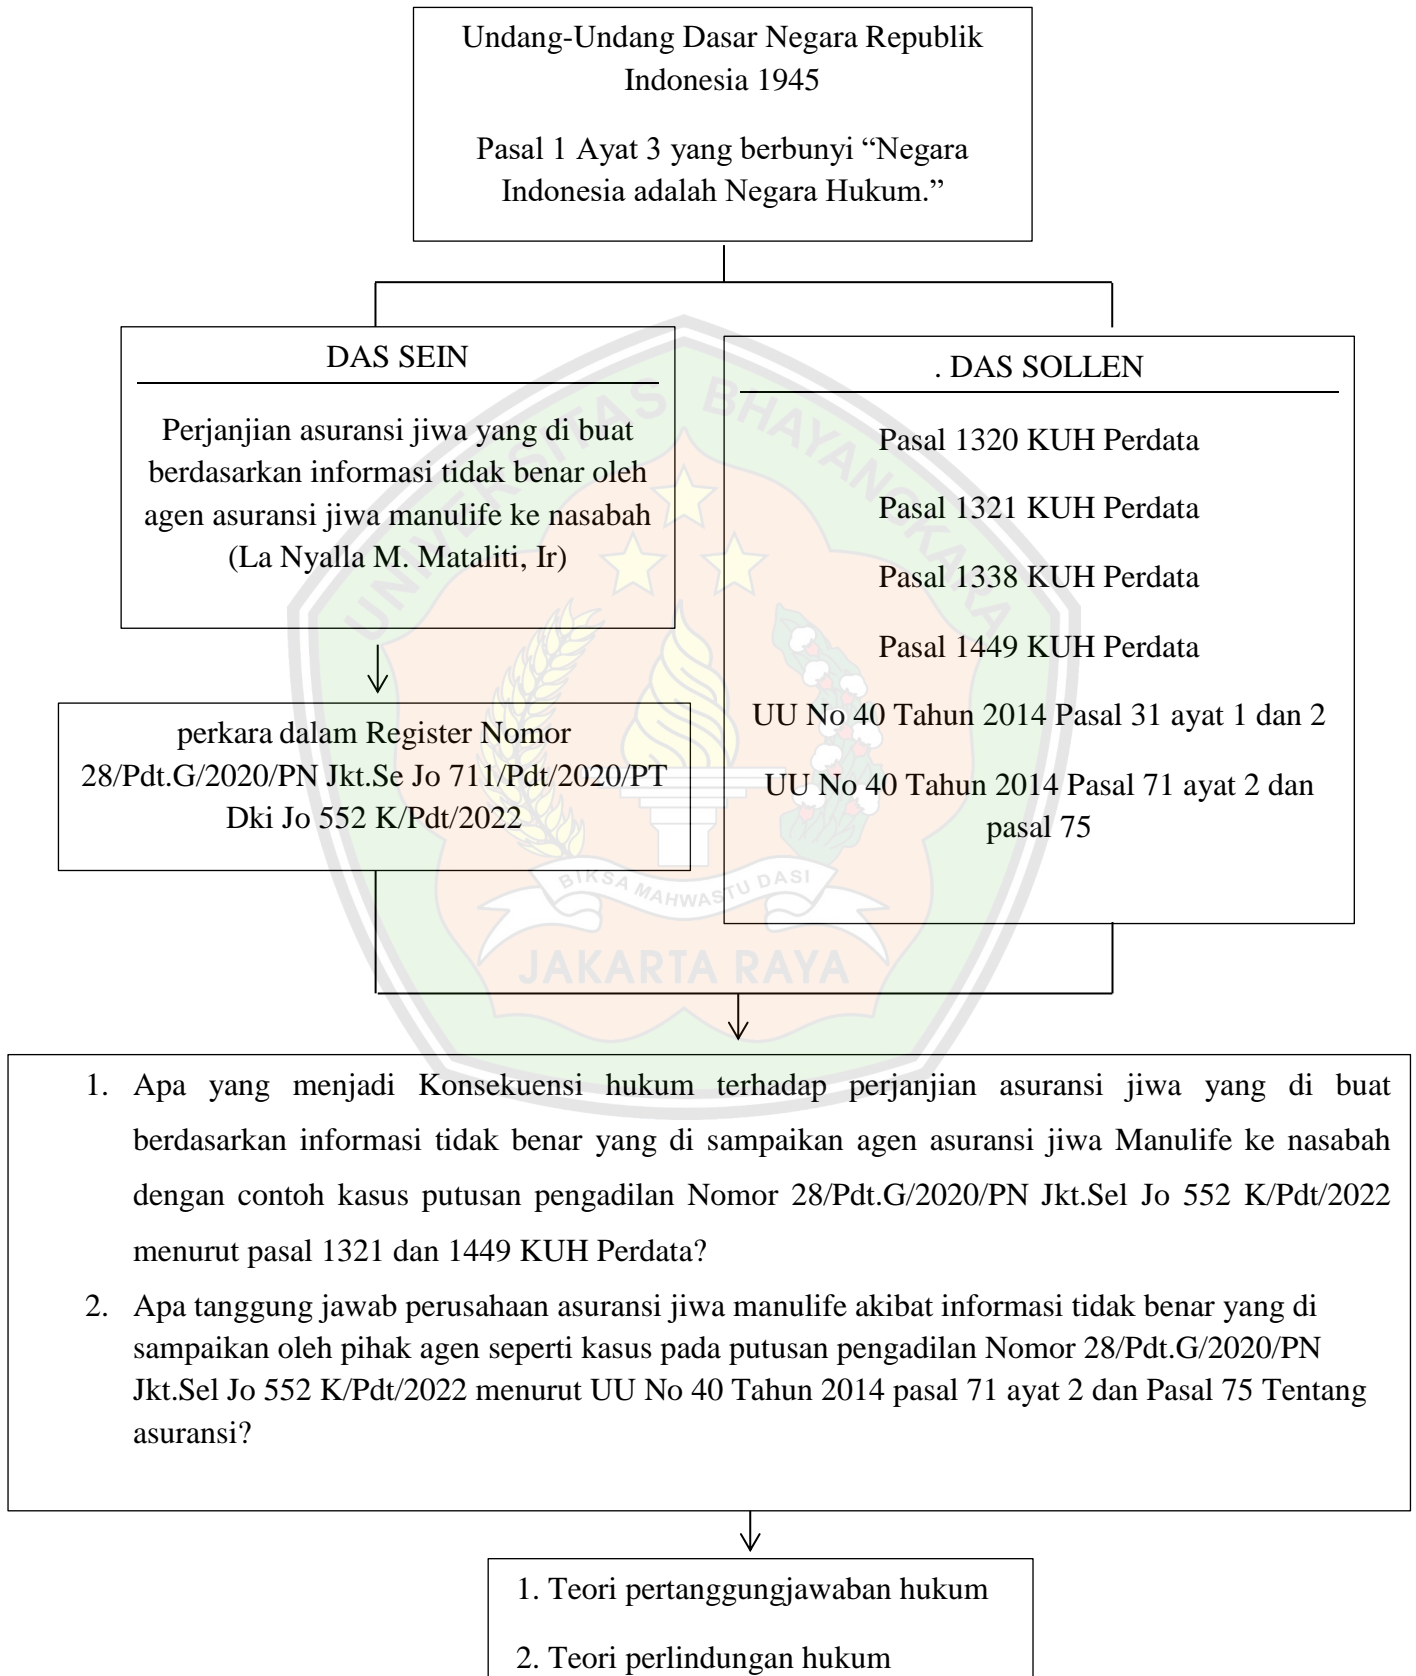 Undang-Undang Dasar Negara Republik
Indonesia 1945
Pasal 1 Ayat 3 yang berbunyi “Negara
Indonesia adalah Negara Hukum.”
DAS SEIN
Perjanjian asuransi jiwa yang di buat
berdasarkan informasi tidak benar oleh
agen asuransi jiwa manulife ke nasabah
(La Nyalla M. Mataliti, Ir)
perkara dalam Register Nomor
28/Pdt.G/2020/PN Jkt.Se Jo 711/Pdt/2020/PT
Dki Jo 552 K/Pdt/2022
. DAS SOLLEN
Pasal 1320 KUH Perdata
Pasal 1321 KUH Perdata
Pasal 1338 KUH Perdata
Pasal 1449 KUH Perdata
UU No 40 Tahun 2014 Pasal 31 ayat 1 dan 2
UU No 40 Tahun 2014 Pasal 71 ayat 2 dan
pasal 75
UNIVERSITAS BHAYANGKARA
BIKSA MAHWASTU DASI
JAKARTA RAYA
1. Apa yang menjadi Konsekuensi hukum terhadap perjanjian asuransi jiwa yang di buat
berdasarkan informasi tidak benar yang di sampaikan agen asuransi jiwa Manulife ke nasabah
dengan contoh kasus putusan pengadilan Nomor 28/Pdt.G/2020/PN Jkt.Sel Jo 552 K/Pdt/2022
menurut pasal 1321 dan 1449 KUH Perdata?
2. Apa tanggung jawab perusahaan asuransi jiwa manulife akibat informasi tidak benar yang di
sampaikan oleh pihak agen seperti kasus pada putusan pengadilan Nomor 28/Pdt.G/2020/PN
Jkt.Sel Jo 552 K/Pdt/2022 menurut UU No 40 Tahun 2014 pasal 71 ayat 2 dan Pasal 75 Tentang
asuransi?
1. Teori pertanggungjawaban hukum
2. Teori perlindungan hukum